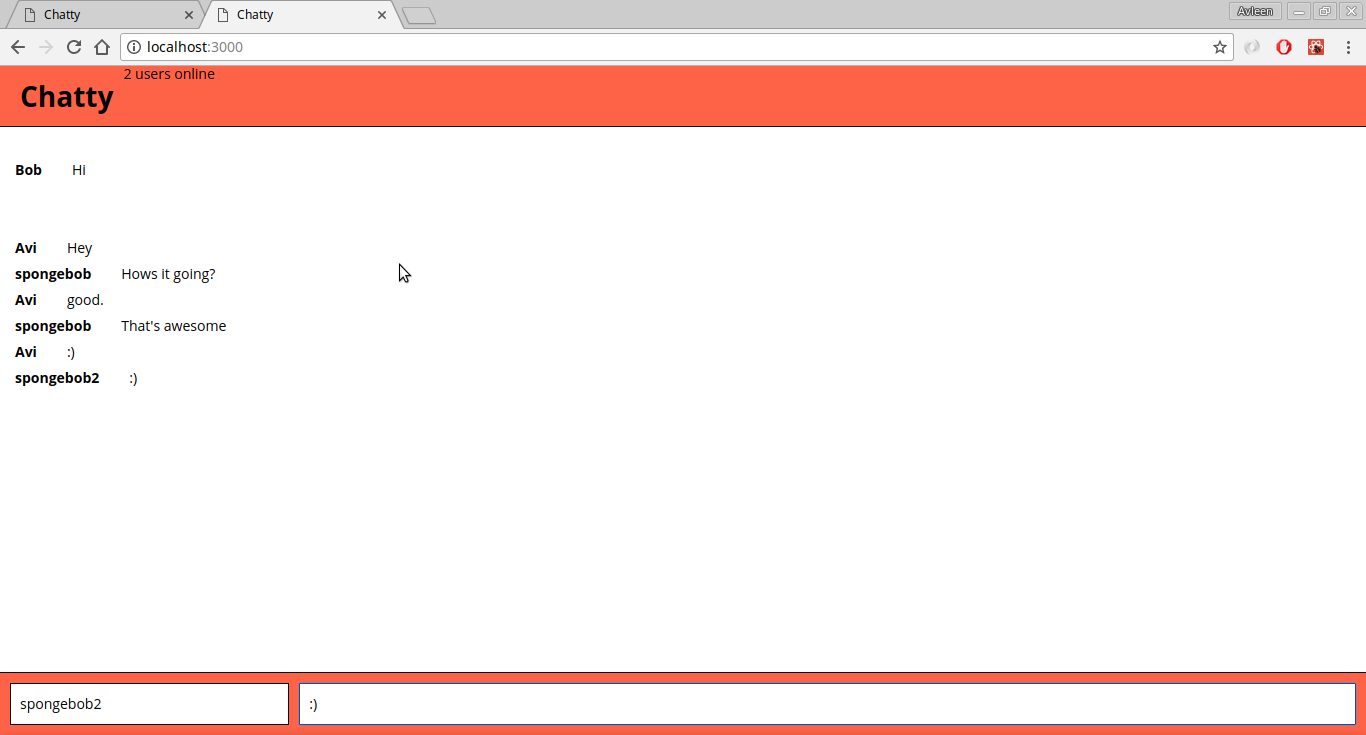 Chatty Chatty Avleen
localhost:3000
2 users online
Chatty
Bob Hi
Avi Hey
spongebob Hows it going?
Avi good.
spongebob That's awesome
Avi :)
spongebob2 :)
spongebob2 :)